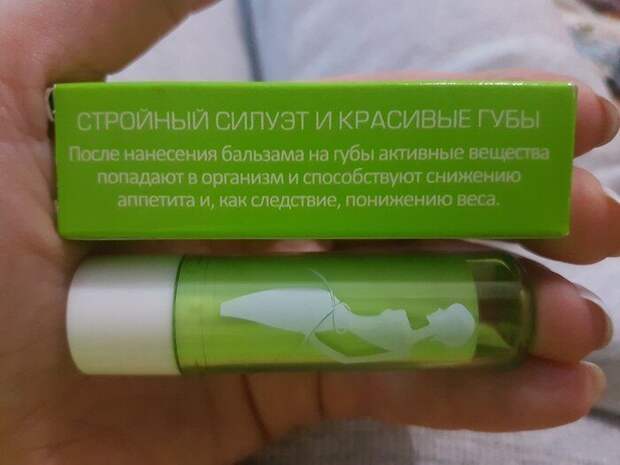 СТРОЙНЫЙ СИЛУЭТ И КРАСИВЫЕ ГУБЫ
После нанесения бальзама на губы активные вещества
попадают в организм и способствуют снижению
аппетита и, как следствие, понижению веса.